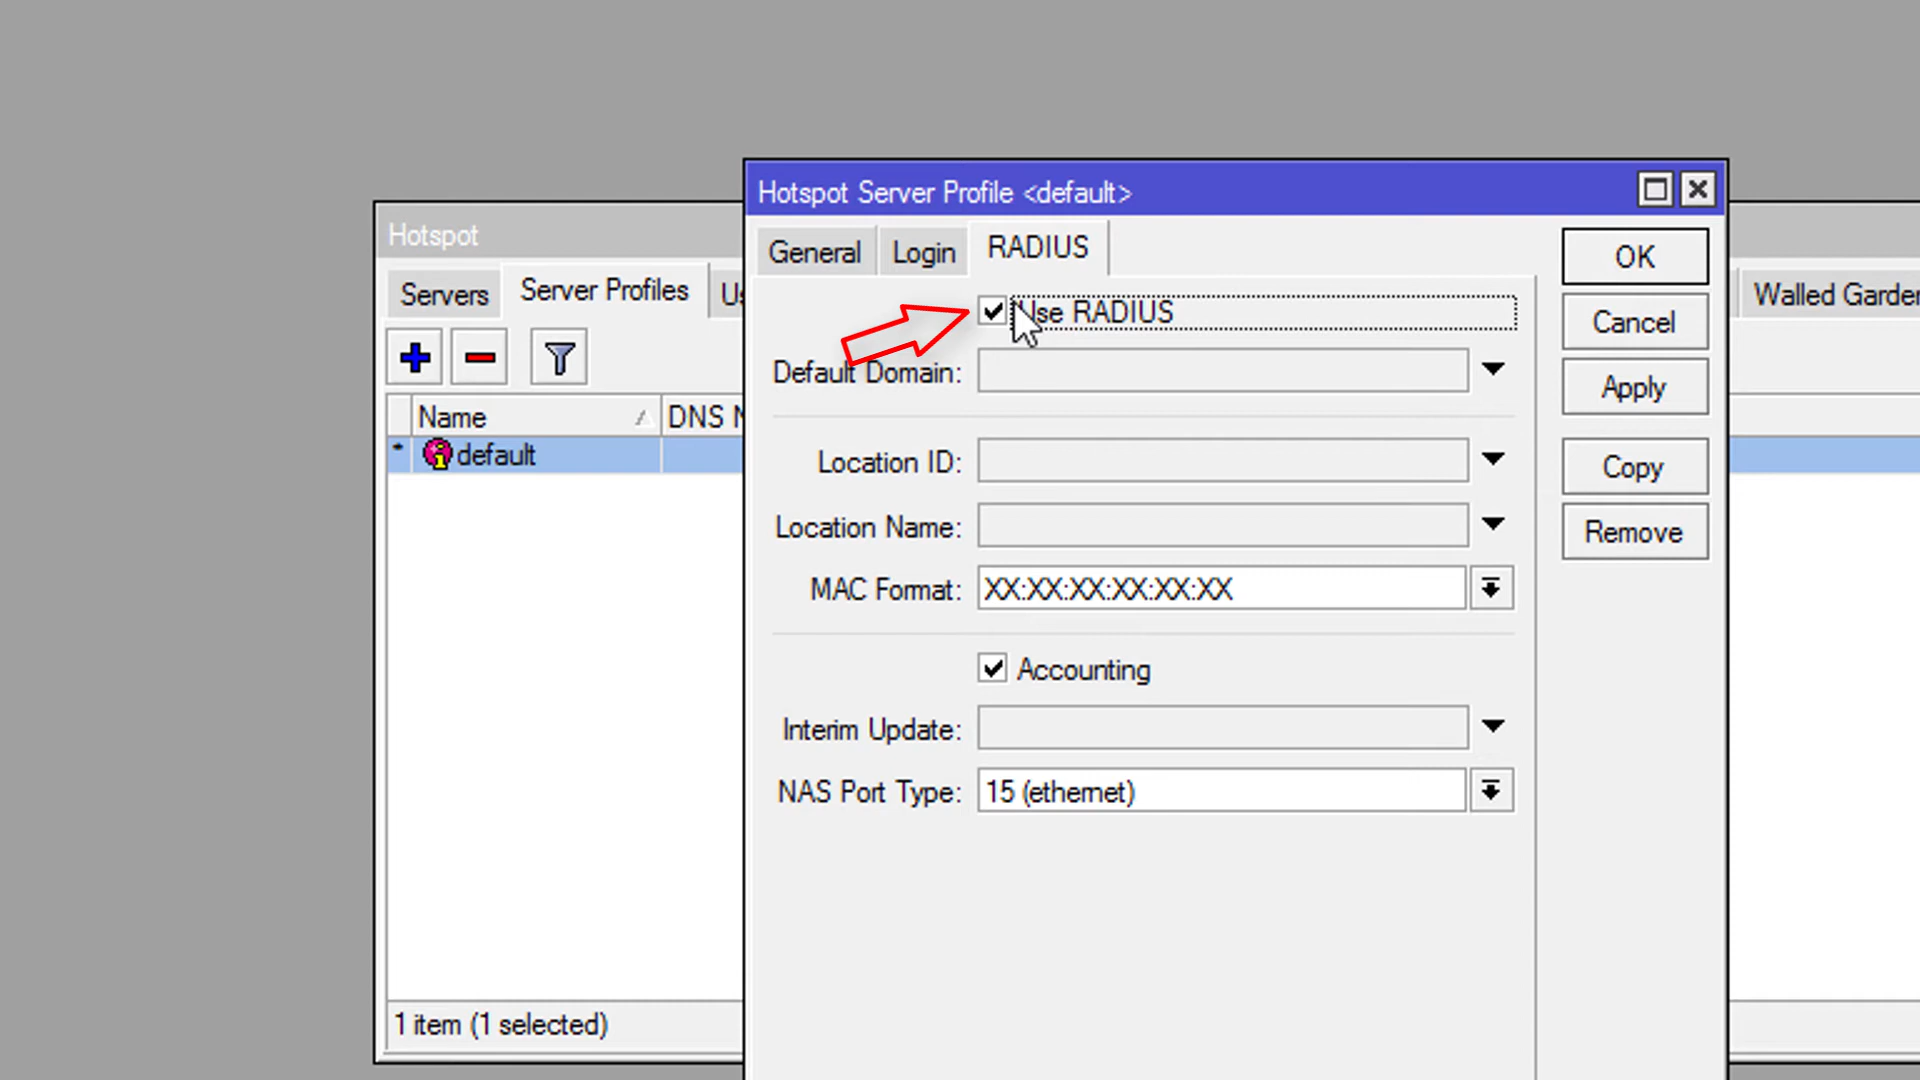 Hotspot Server Profile <default>
Hotspot
General
Login
RADIUS
OK
Servers
Server Profiles
Walled Garden
Use RADIUS
Cancel
Default Domain:
Apply
Name
DNS
* default
Location ID:
Copy
Location Name:
Remove
MAC Format:
XX:XX:XX:XX:XX:XX
Accounting
Interim Update:
NAS Port Type:
15 (ethernet)
1 item (1 selected)